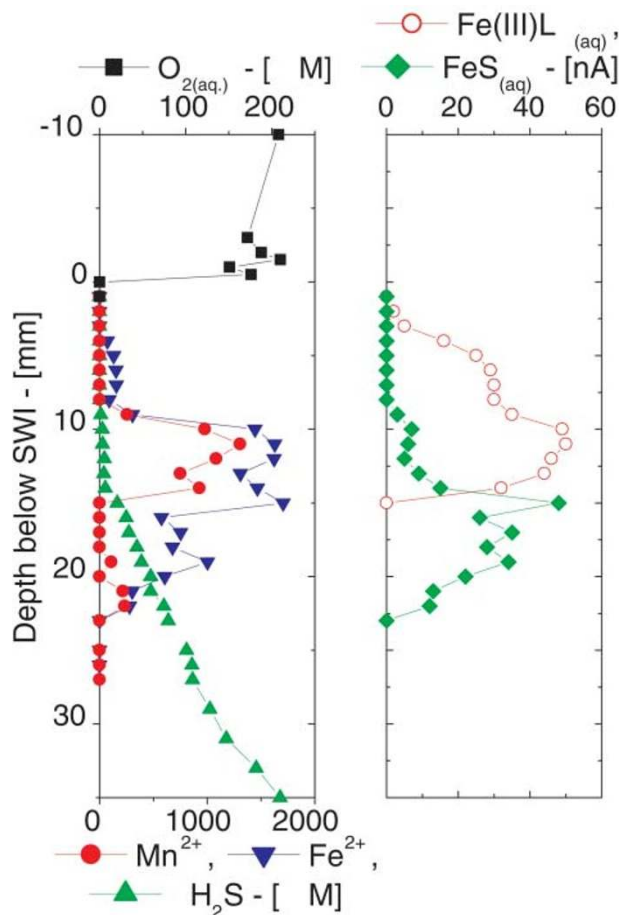 Fe(III)L (aq) ,
O2(aq.) - [ M]
FeS(aq) - [nA]
0 100 200
0 20 40 60
-10
0
10
20
30
Depth below SWI - [mm]
0 1000 2000
Mn2+ , Fe2+ ,
H2S - [ M]